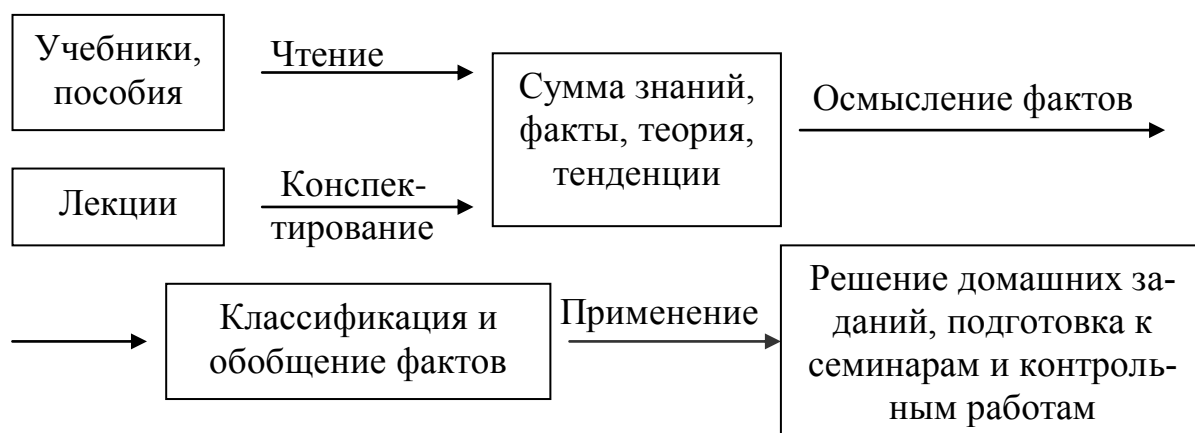 Учебники,
пособия
Чтение
Сумма знаний,
факты, теория,
тенденции
Осмысление фактов
Лекции
Конспек-
тирование
Классификация и
обобщение фактов
Применение
Решение домашних за-
даний, подготовка к
семинарам и контроль-
ным работам